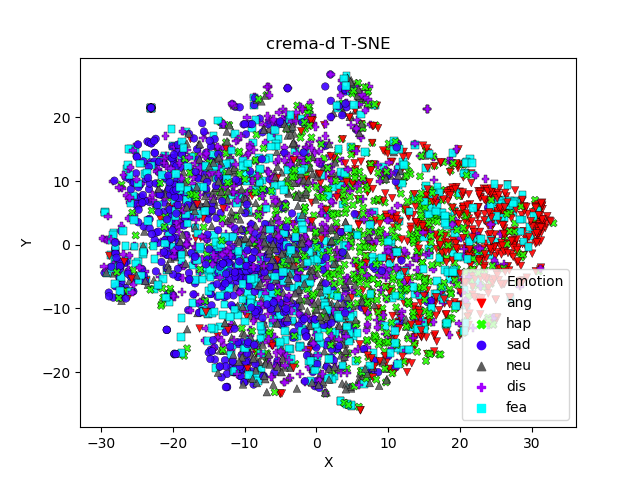 crema-d T-SNE
Y
20
10
0
−10
−20
Emotion
ang
hap
sad
neu
dis
fea
−30
−20
−10
0
10
20
30
X